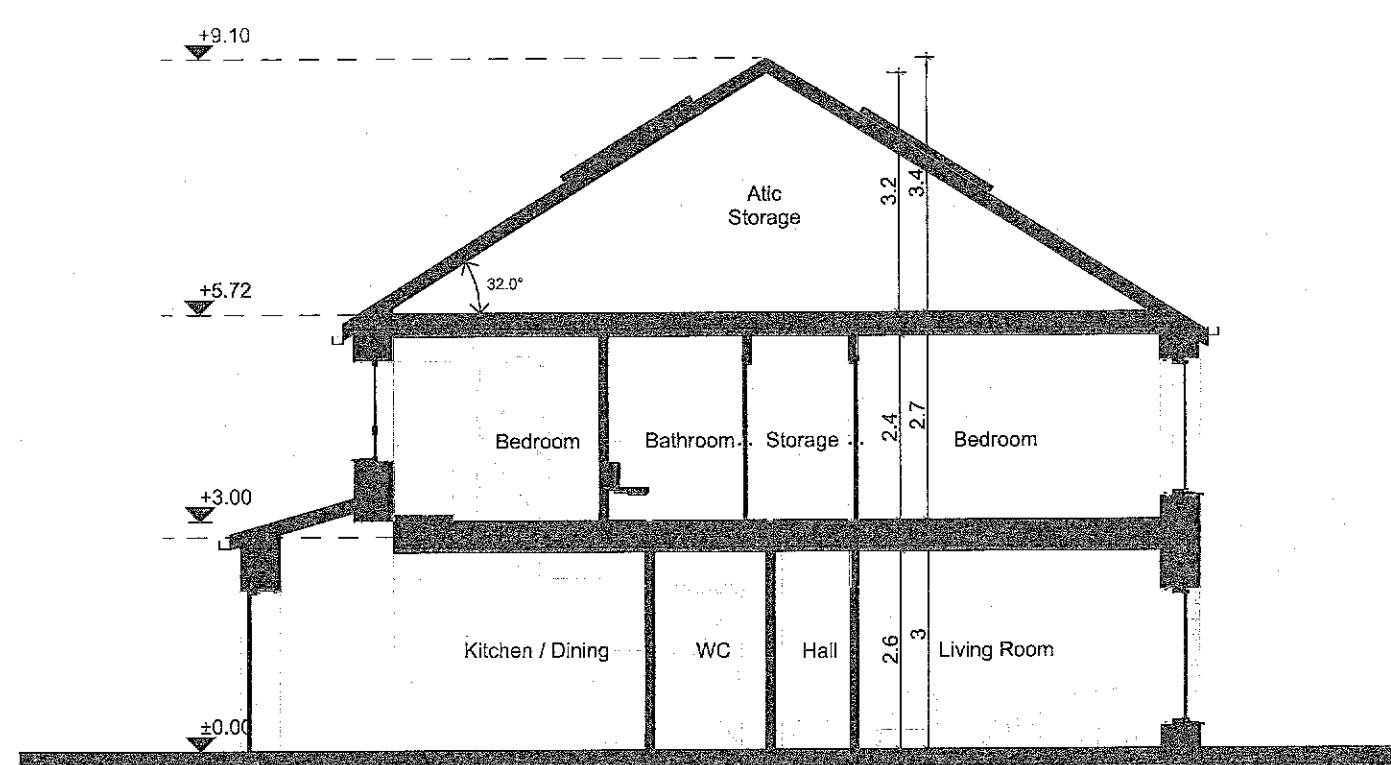 +9.10
3.2
3.4
Atic
Storage
32.0°
+5.72
2.4
2.7
Bedroom
Bathroom
Storage
Bedroom
+3.00
Kitchen / Dining
WC
Hall
2.6
3
Living Room
±0.00